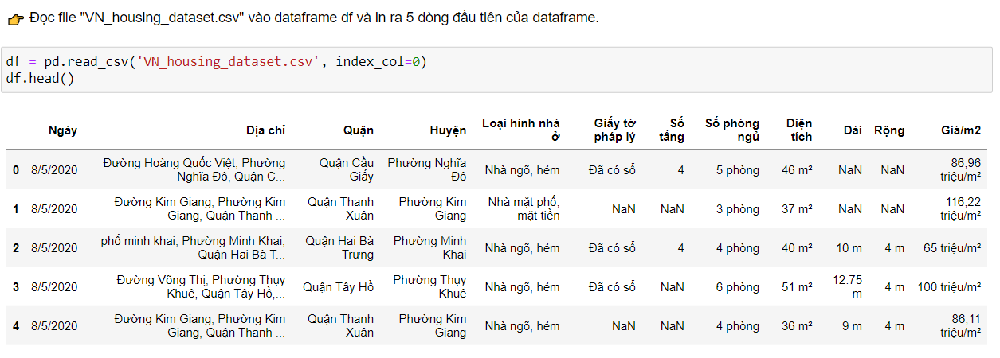 👉 Đọc file "VN_housing_dataset.csv" vào dataframe df và in ra 5 dòng đầu tiên của dataframe.
df = pd.read_csv('VN_housing_dataset.csv', index_col=0)
df.head()
Ngày Địa chỉ Quận Huyện Loại hình nhà ở Giấy tờ pháp lý Số tầng Số phòng ngủ Diện tích Dài Rộng Giá/m2
0 8/5/2020 Đường Hoàng Quốc Việt, Phường Nghĩa Đô, Quận C... Quận Cầu Giấy Phường Nghĩa Đô Nhà ngõ, hẻm Đã có sổ 4 5 phòng 46 m² NaN NaN 86,96 triệu/m²
1 8/5/2020 Đường Kim Giang, Phường Kim Giang, Quận Thanh ... Quận Thanh Xuân Phường Kim Giang Nhà mặt phố, mặt tiền NaN NaN 3 phòng 37 m² NaN NaN 116,22 triệu/m²
2 8/5/2020 phố minh khai, Phường Minh Khai, Quận Hai Bà T... Quận Hai Bà Trưng Phường Minh Khai Nhà ngõ, hẻm Đã có sổ 4 4 phòng 40 m² 10 m 4 m 65 triệu/m²
3 8/5/2020 Đường Võng Thị, Phường Thụy Khuê, Quận Tây Hồ,... Quận Tây Hồ Phường Thụy Khuê Nhà ngõ, hẻm Đã có sổ NaN 6 phòng 51 m² 12.75 m 4 m 100 triệu/m²
4 8/5/2020 Đường Kim Giang, Phường Kim Giang, Quận Thanh ... Quận Thanh Xuân Phường Kim Giang Nhà ngõ, hẻm NaN NaN 4 phòng 36 m² 9 m 4 m 86,11 triệu/m²